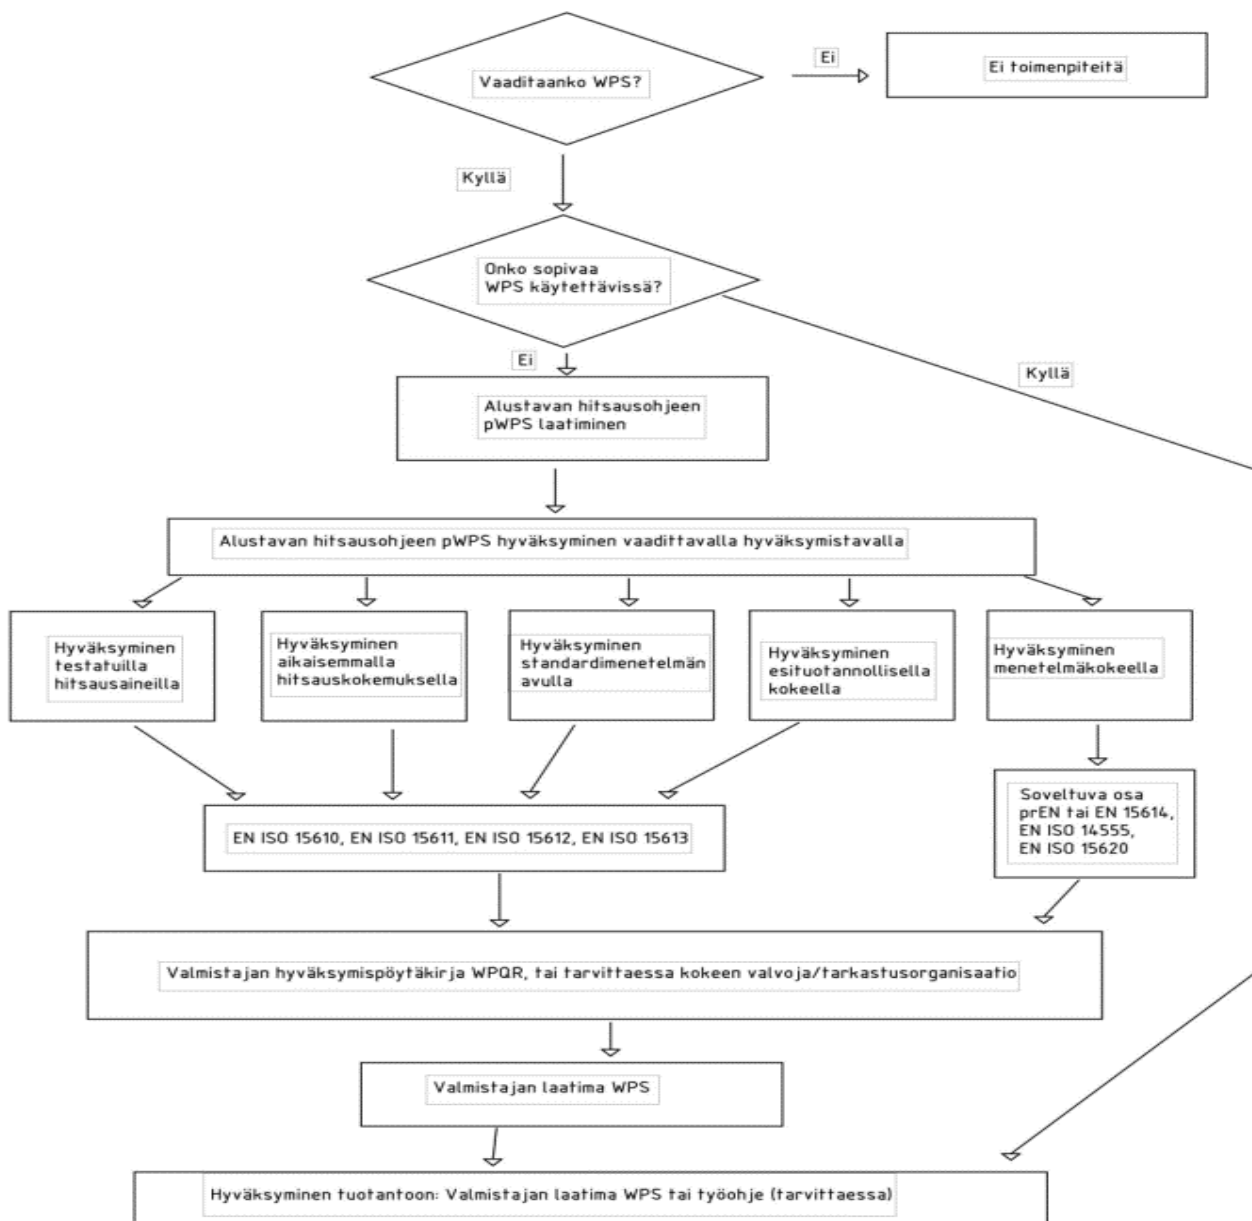 Vaaditaanko WPS?
Ei
Ei toimenpiteitä
Kyllä
Onko sopivaa
WPS käytettävissä?
Ei
Kyllä
Alustavan hitsausohjeen
pWPS laatiminen
Alustavan hitsausohjeen pWPS hyväksyminen vaadittavalla hyväksymistavalla
Hyväksyminen
testatuilla
hitsausaineilla
Hyväksyminen
aikaisemmalla
hitsauskokemuksella
Hyväksyminen
standardimenetelmän
avulla
Hyväksyminen
esituotannollisella
kokeella
Hyväksyminen
menetelmäkokeella
EN ISO 15610, EN ISO 15611, EN ISO 15612, EN ISO 15613
Soveltuva osa
prEN tai EN 15614,
EN ISO 14555,
EN ISO 15620
Valmistajan hyväksymispöytäkirja WPQR, tai tarvittaessa kokeen valvoja/tarkastusorganisaatio
Valmistajan laatima WPS
Hyväksyminen tuotantoon: Valmistajan laatima WPS tai työohje (tarvittaessa)